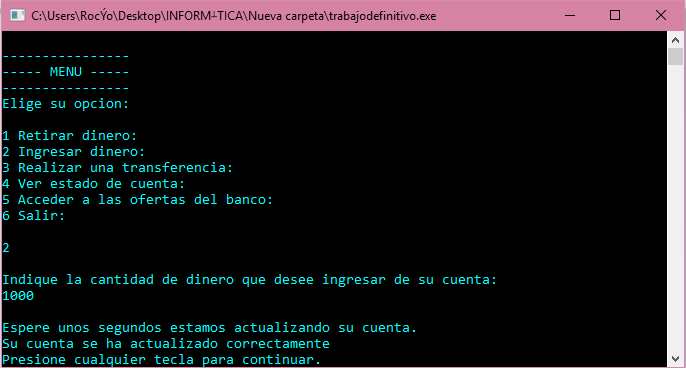 C:\Users\RocÝo\Desktop\INFORM┴TICA\Nueva carpeta\trabajodefinitivo.exe
----------------
----- MENU -----
----------------
Elige su opcion:
1 Retirar dinero:
2 Ingresar dinero:
3 Realizar una transferencia:
4 Ver estado de cuenta:
5 Acceder a las ofertas del banco:
6 Salir:
2
Indique la cantidad de dinero que desee ingresar de su cuenta:
1000
Espere unos segundos estamos actualizando su cuenta.
Su cuenta se ha actualizado correctamente
Presione cualquier tecla para continuar.